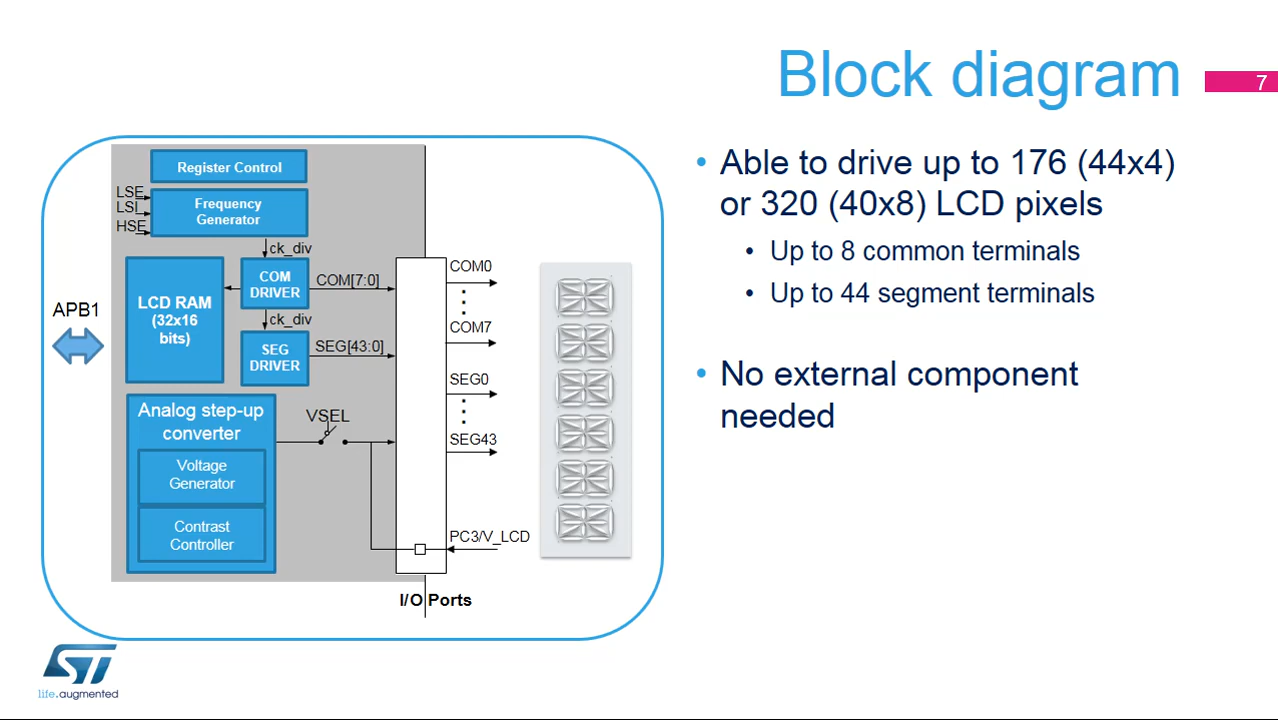 Block diagram
7
Register Control
LSE
LSI
HSE
Frequency
Generator
ck_div
COM
DRIVER
COM[7:0]
LCD RAM
(32x16
bits)
ck_div
SEG
DRIVER
SEG[43:0]
APB1
Analog step-up
converter
Voltage
Generator
Contrast
Controller
VSEL
COM0
COM7
SEG0
SEG43
PC3/V_LCD
I/O Ports
• Able to drive up to 176 (44x4)
or 320 (40x8) LCD pixels
• Up to 8 common terminals
• Up to 44 segment terminals
• No external component
needed
ST
life.augmented